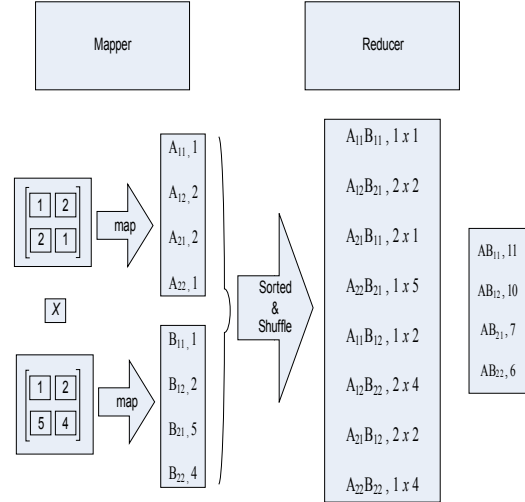 Mapper
Reducer
1 2
2 1
map
X
1 2
5 4
map
A₁₁, 1
A₁₂, 2
A₂₁, 2
A₂₂, 1
B₁₁, 1
B₁₂, 2
B₂₁, 5
B₂₂, 4
Sorted
&
Shuffle
A₁₁B₁₁ , 1 x 1
A₁₂B₂₁ , 2 x 2
A₂₁B₁₁ , 2 x 1
A₂₂B₂₁ , 1 x 5
A₁₁B₁₂ , 1 x 2
A₁₂B₂₂ , 2 x 4
A₂₁B₁₂ , 2 x 2
A₂₂B₂₂ , 1 x 4
AB₁₁, 11
AB₁₂, 10
AB₂₁, 7
AB₂₂, 6